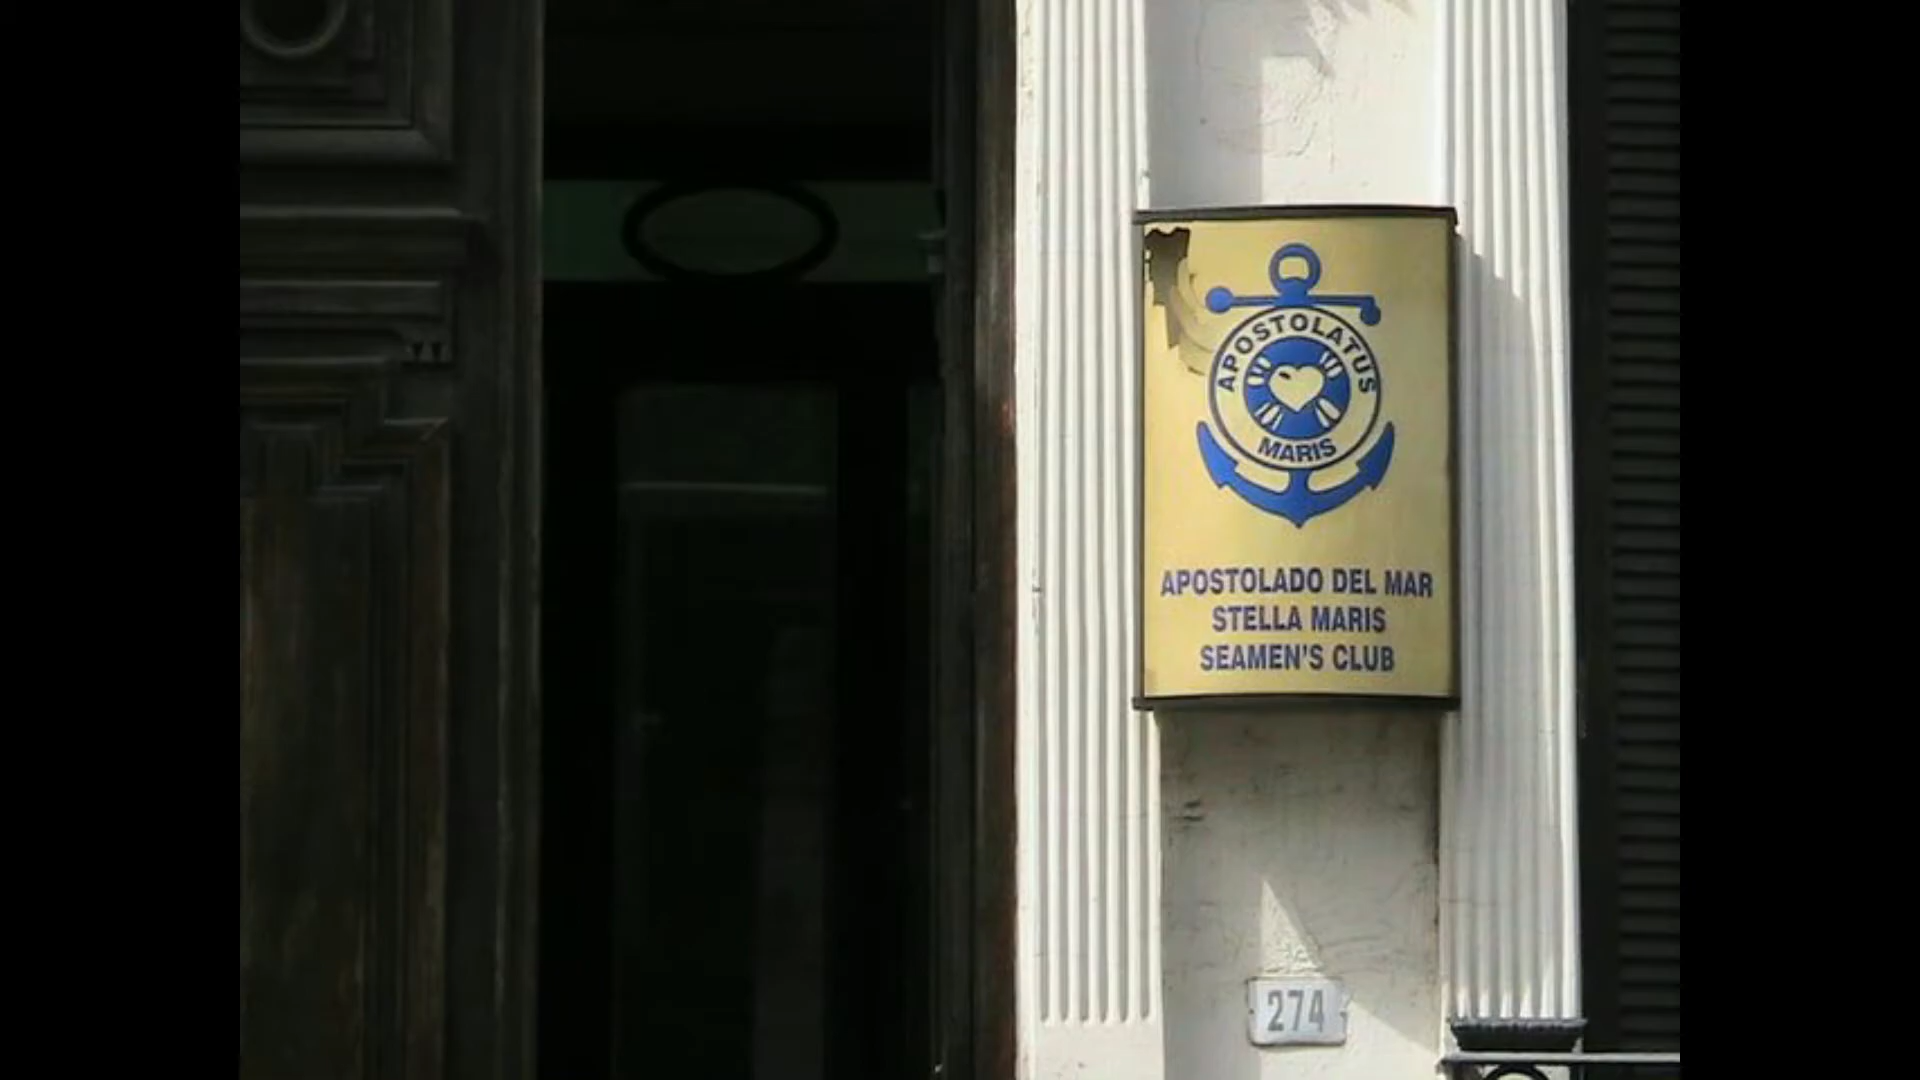 APOSTOLATUS
MARIS
APOSTOLADO DEL MAR
STELLA MARIS
SEAMEN'S CLUB
274